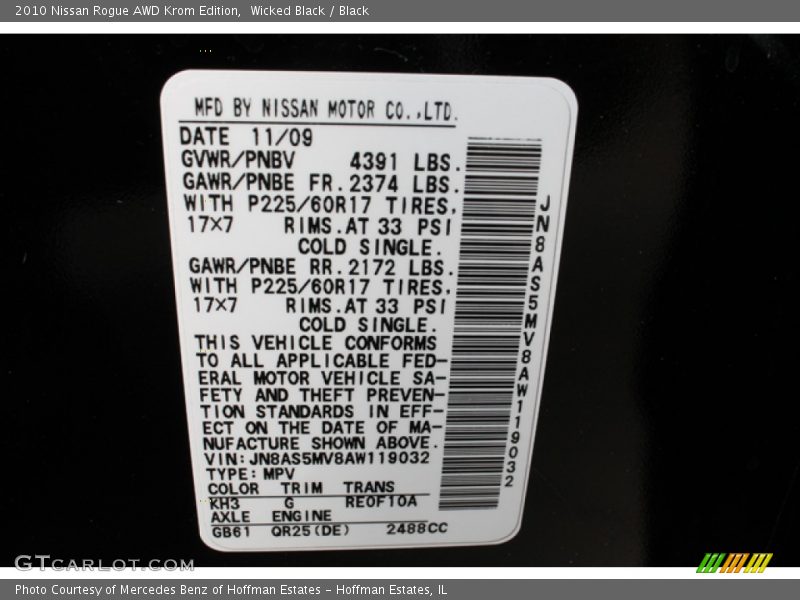 2010 Nissan Rogue AWD Krom Edition,  Wicked Black / Black
MFD BY NISSAN MOTOR CO.,LTD.
DATE 11/09
GVWR/PNBV 4391 LBS.
GAWR/PNBE FR.2374 LBS.
WITH P225/60R17 TIRES,
17×7 RIMS.AT 33 PSI
COLD SINGLE.
GAWR/PNBE RR.2172 LBS.
WITH P225/60R17 TIRES,
17×7 RIMS.AT 33 PSI
COLD SINGLE.
THIS VEHICLE CONFORMS
TO ALL APPLICABLE FED-
ERAL MOTOR VEHICLE SA-
FETY AND THEFT PREVEN-
TION STANDARDS IN EFF-
ECT ON THE DATE OF MA-
NUFACTURE SHOWN ABOVE.
VIN:JN8AS5MV8AW119032
TYPE:MPV
COLOR TRIM TRANS
KH3 G RE0F10A
AXLE ENGINE
GB61 QR25(DE) 2488CC
JN8AS5MV8AW119032
GTCARLOT.COM
Photo Courtesy of Mercedes Benz of Hoffman Estates - Hoffman Estates, IL